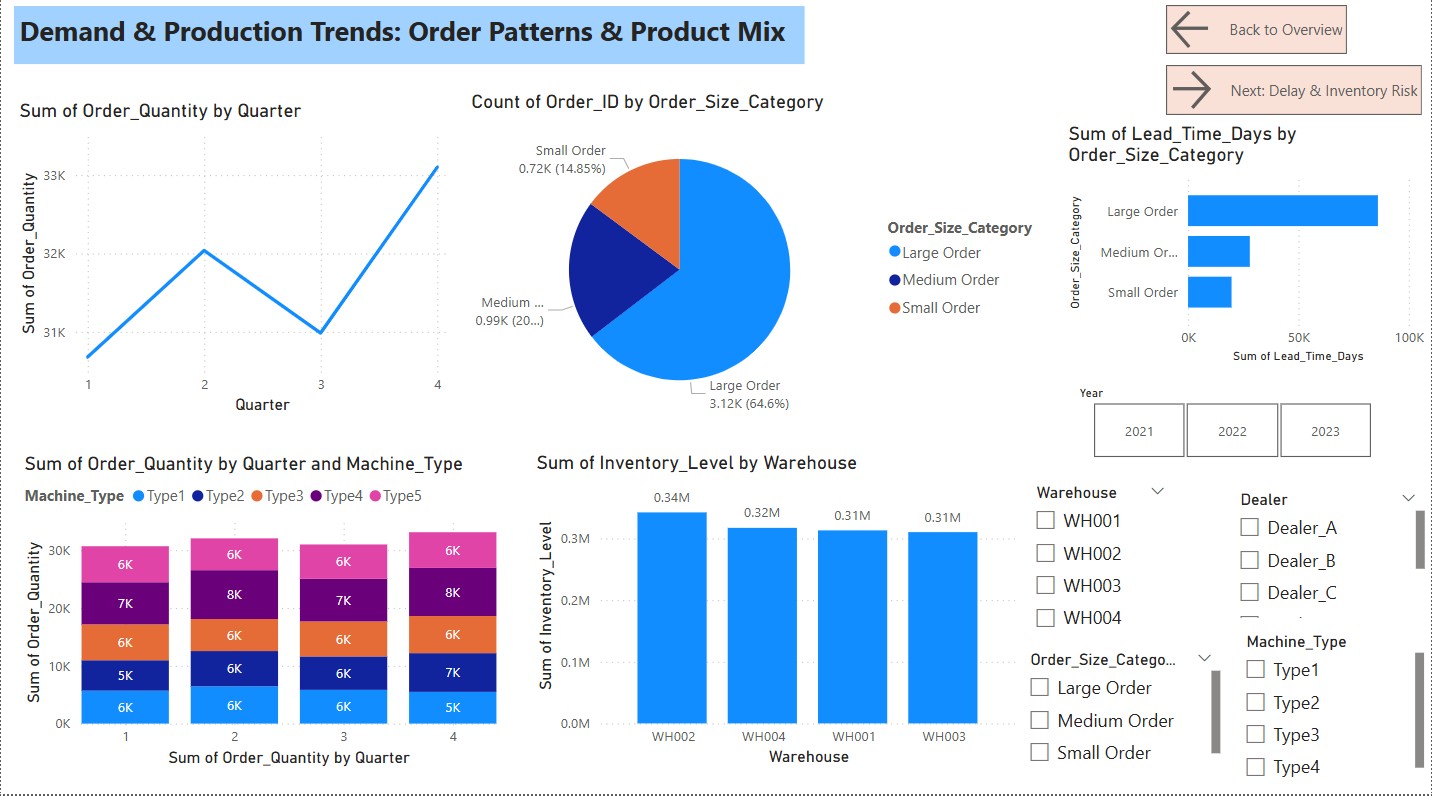 Demand & Production Trends: Order Patterns & Product Mix
Back to Overview
Next: Delay & Inventory Risk
Sum of Order_Quantity by Quarter
Sum of Order_Quantity
33K
32K
31K
1
2
3
4
Quarter
Count of Order_ID by Order_Size_Category
Small Order
0.72K (14.85%)
Medium ...
0.99K (20...)
Large Order
3.12K (64.6%)
Order_Size_Category
Large Order
Medium Order
Small Order
Sum of Lead_Time_Days by
Order_Size_Category
Order_Size_Category
Large Order
Medium Or...
Small Order
0K
50K
100K
Sum of Lead_Time_Days
Year
2021
2022
2023
Sum of Order_Quantity by Quarter and Machine_Type
Machine_Type
Type1
Type2
Type3
Type4
Type5
Sum of Order_Quantity
30K
20K
10K
0K
6K
7K
6K
5K
6K
6K
8K
6K
6K
6K
6K
7K
6K
6K
6K
6K
8K
6K
7K
5K
1
2
3
4
Sum of Order_Quantity by Quarter
Sum of Inventory_Level by Warehouse
Sum of Inventory_Level
0.3M
0.2M
0.1M
0.0M
0.34M
0.32M
0.31M
0.31M
WH002
WH004
WH001
WH003
Warehouse
Warehouse
WH001
WH002
WH003
WH004
Dealer
Dealer_A
Dealer_B
Dealer_C
Order_Size_Catego...
Large Order
Medium Order
Small Order
Machine_Type
Type1
Type2
Type3
Type4